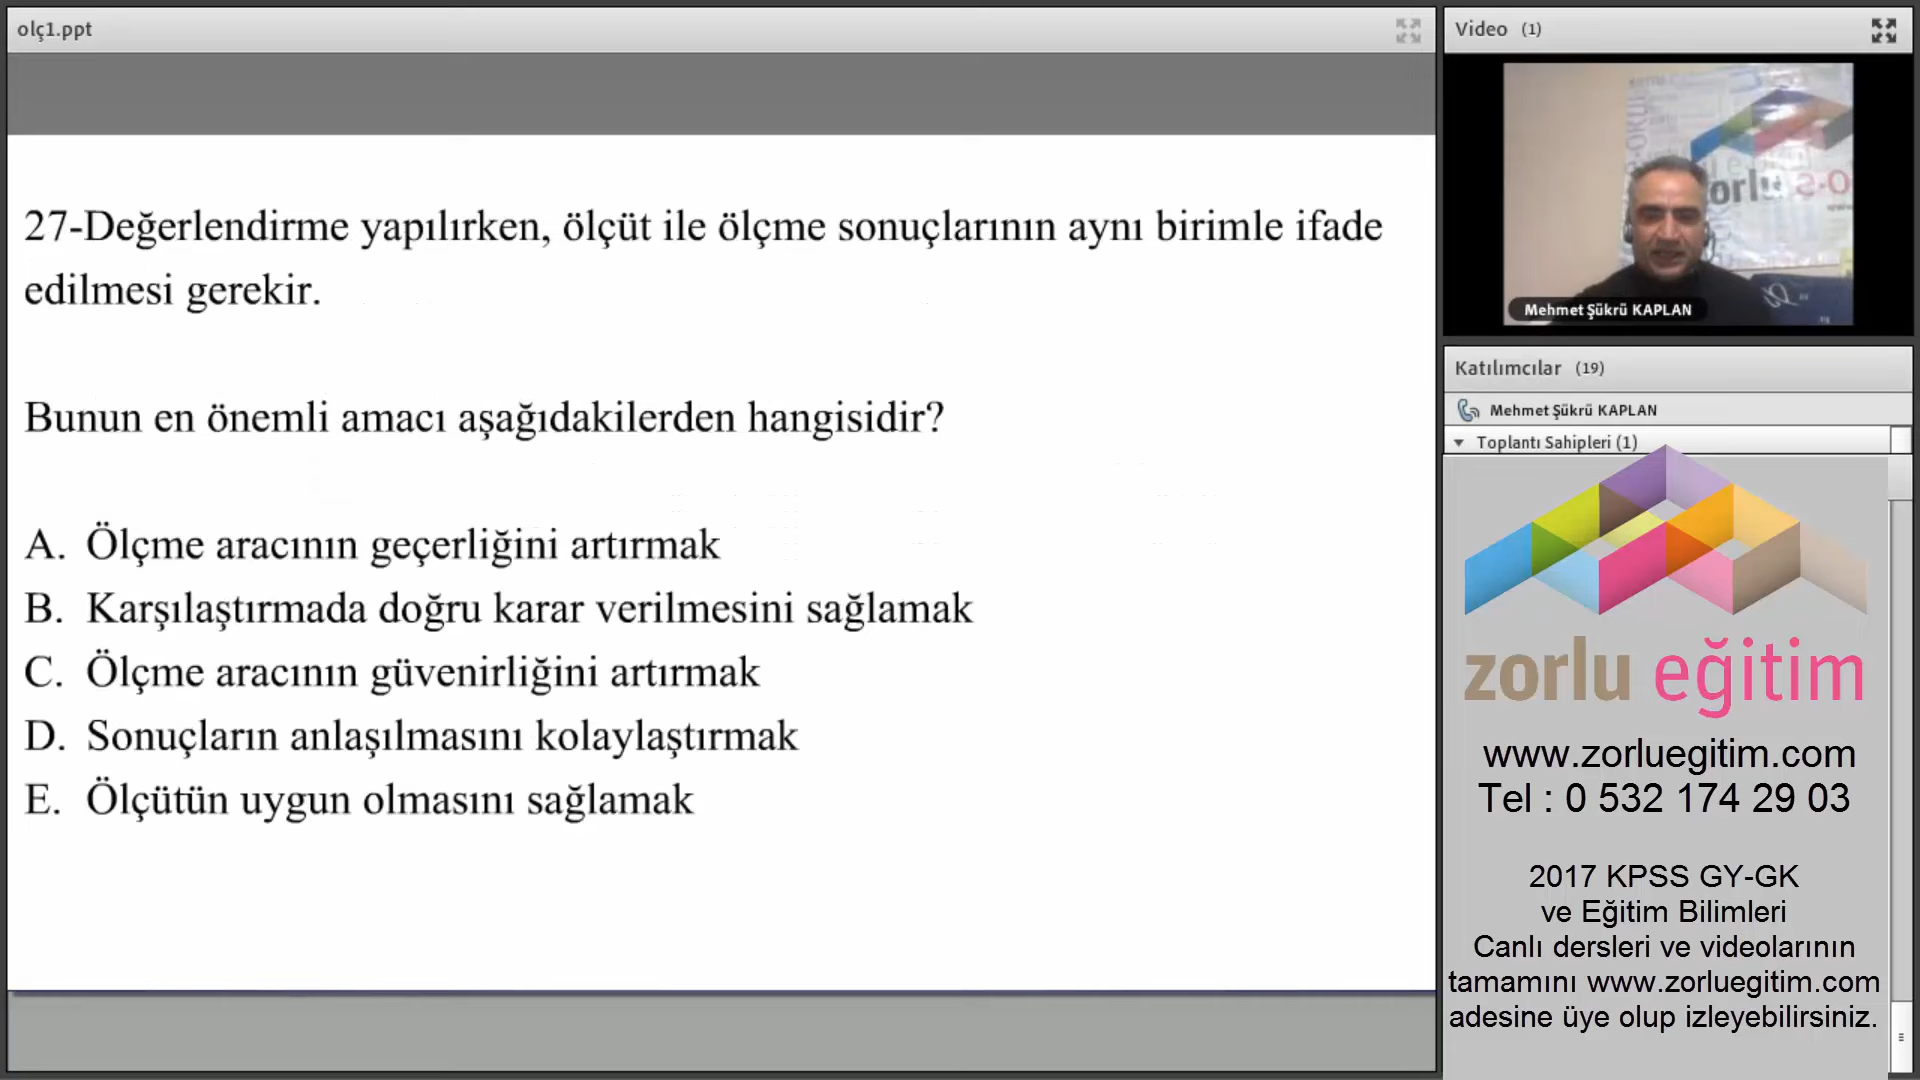 olç1.ppt
27-Değerlendirme yapılırken, ölçüt ile ölçme sonuçlarının aynı birimle ifade
edilmesi gerekir.
Bunun en önemli amacı aşağıdakilerden hangisidir?
A. Ölçme aracının geçerliğini artırmak
B. Karşılaştırmada doğru karar verilmesini sağlamak
C. Ölçme aracının güvenirliğini artırmak
D. Sonuçların anlaşılmasını kolaylaştırmak
E. Ölçütün uygun olmasını sağlamak
Video (1)
Mehmet Şükrü KAPLAN
Katılımcılar (19)
Mehmet Şükrü KAPLAN
Toplantı Sahipleri (1)
zorlu eğitim
www.zorluegitim.com
Tel : 0 532 174 29 03
2017 KPSS GY-GK
ve Eğitim Bilimleri
Canlı dersleri ve videolarının
tamamını www.zorluegitim.com
adesine üye olup izleyebilirsiniz.